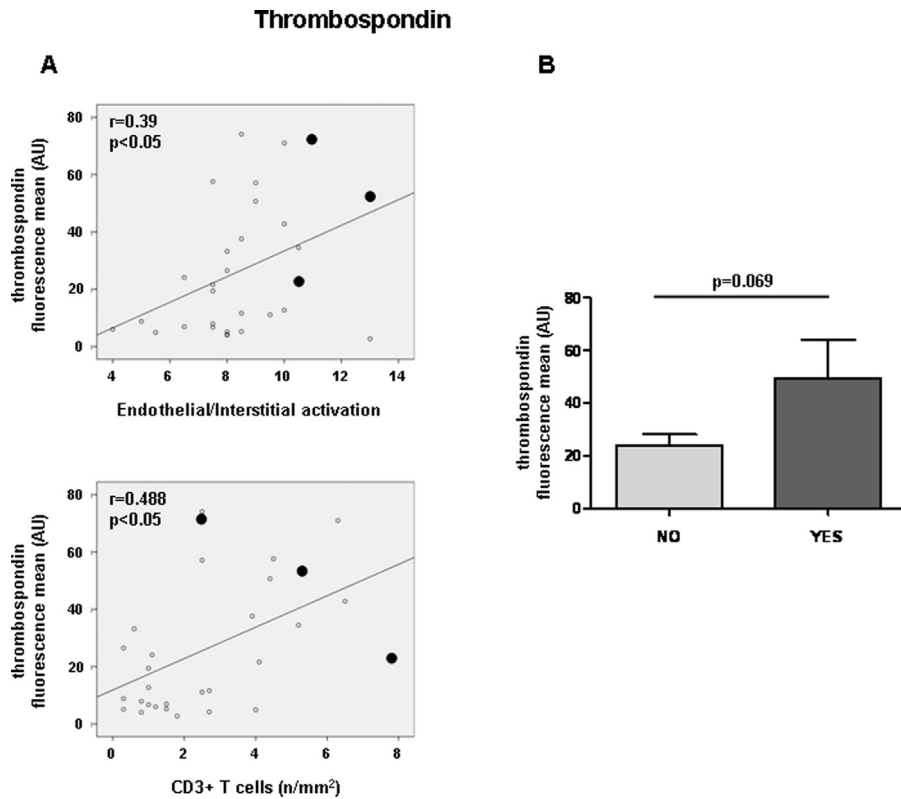 Thrombospondin
A
r=0.39
p<0.05
thrombospondin
fluorescence mean (AU)
80
60
40
20
0
4 6 8 10 12 14
Endothelial/Interstitial activation
r=0.488
p<0.05
thrombospondin
fluorescence mean (AU)
80
60
40
20
0
0 2 4 6 8
CD3+ T cells (n/mm²)
B
p=0.069
thrombospondin
fluorescence mean (AU)
80
60
40
20
0
NO YES